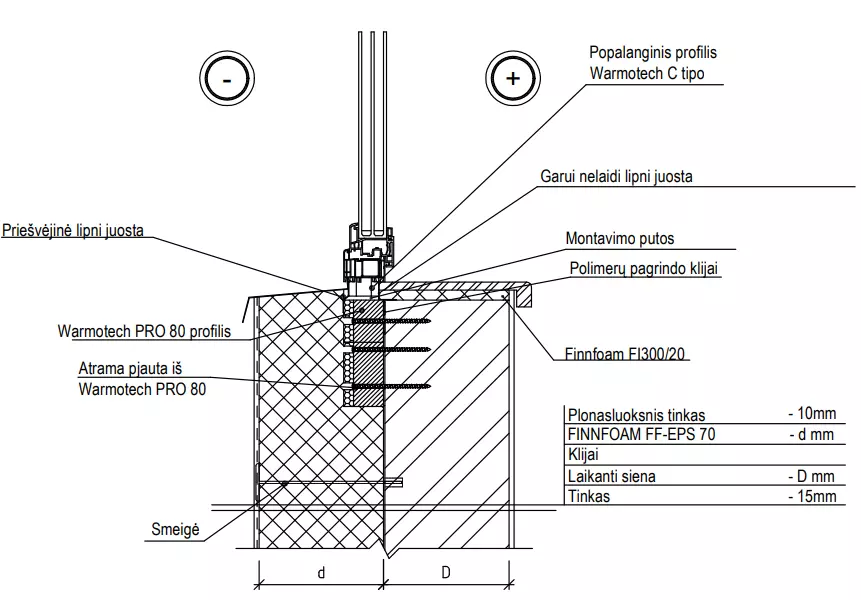 -
+
Popalanginis profilis
Warmotech C tipo
Garui nelaidi lipni juosta
Priešvėjinė lipni juosta
Montavimo putos
Polimerų pagrindo klijai
Warmotech PRO 80 profilis
Finnfoam FI300/20
Atrama pjauta iš
Warmotech PRO 80
Plonasluoksnis tinkas - 10mm
FINNFOAM FF-EPS 70 - d mm
Klijai
Laikanti siena - D mm
Tinkas - 15mm
Smeigė
d
D